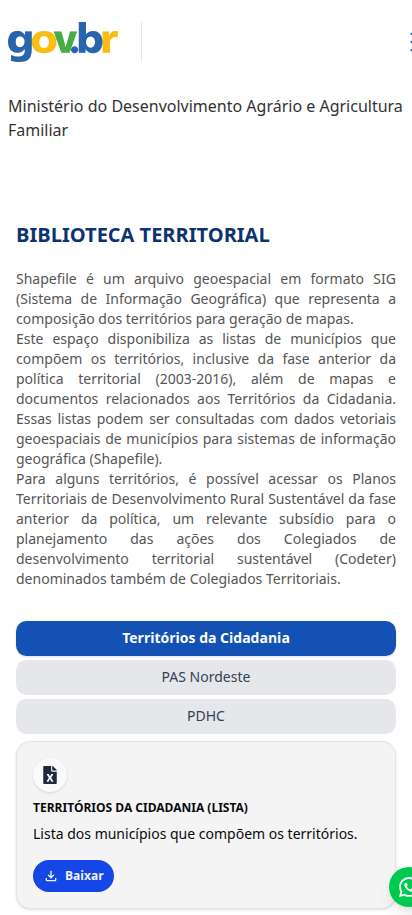 gov.br
Ministério do Desenvolvimento Agrário e Agricultura
Familiar
BIBLIOTECA TERRITORIAL
Shapefile é um arquivo geoespacial em formato SIG
(Sistema de Informação Geográfica) que representa a
composição dos territórios para geração de mapas.
Este espaço disponibiliza as listas de municípios que
compõem os territórios, inclusive da fase anterior da
política territorial (2003-2016), além de mapas e
documentos relacionados aos Territórios da Cidadania.
Essas listas podem ser consultadas com dados vetoriais
geoespaciais de municípios para sistemas de informação
geográfica (Shapefile).
Para alguns territórios, é possível acessar os Planos
Territoriais de Desenvolvimento Rural Sustentável da fase
anterior da política, um relevante subsídio para o
planejamento das ações dos Colegiados de
desenvolvimento territorial sustentável (Codeter)
denominados também de Colegiados Territoriais.
Territórios da Cidadania
PAS Nordeste
PDHC
X
TERRITÓRIOS DA CIDADANIA (LISTA)
Lista dos municípios que compõem os territórios.
Baixar